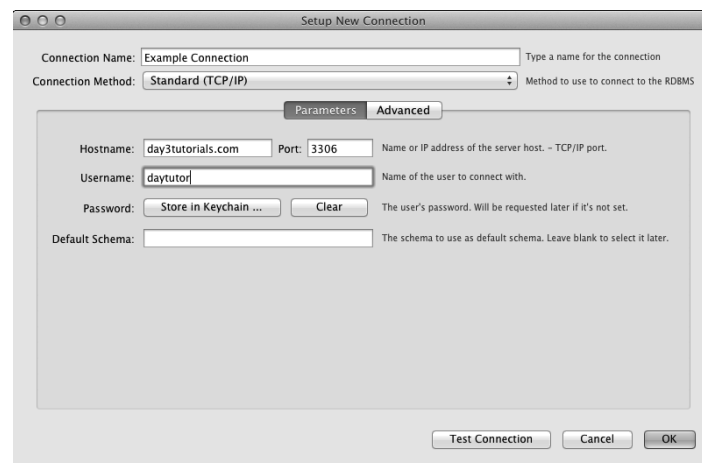 Setup New Connection
Connection Name: Example Connection Type a name for the connection
Connection Method: Standard (TCP/IP) Method to use to connect to the RDBMS
Parameters Advanced
Hostname: day3tutorials.com Port: 3306 Name or IP address of the server host. - TCP/IP port.
Username: daytutor Name of the user to connect with.
Password: Store in Keychain ... Clear The user's password. Will be requested later if it's not set.
Default Schema: The schema to use as default schema. Leave blank to select it later.
Test Connection Cancel OK